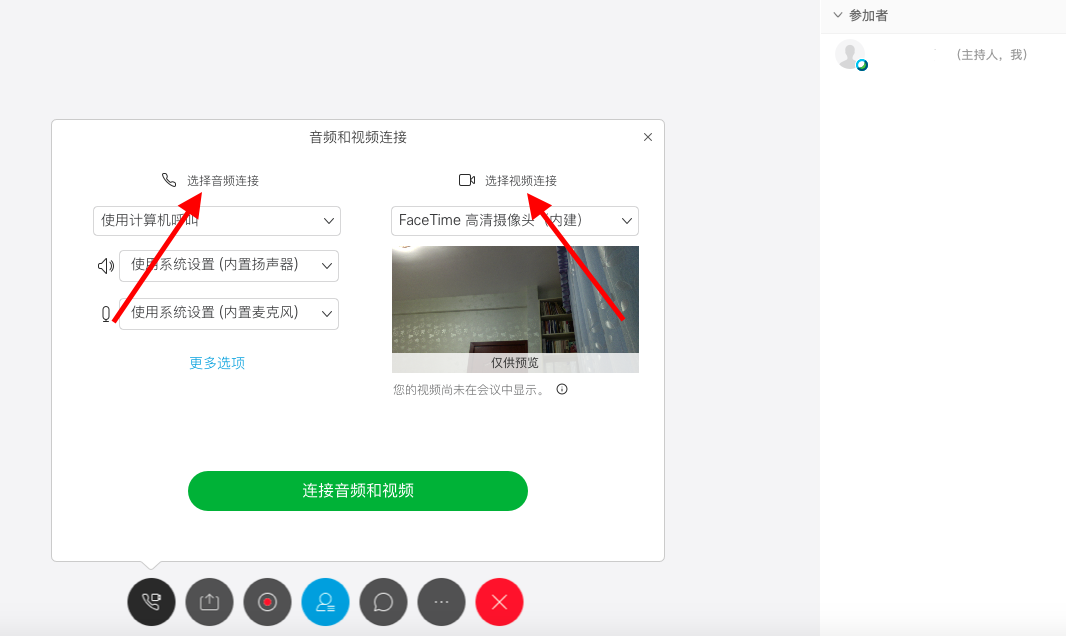 参加者
(主持人，我)
音频和视频连接
选择音频连接
选择视频连接
使用计算机呼叫
FaceTime 高清摄像头（内建）
使用系统设置 (内置扬声器)
使用系统设置 (内置麦克风)
仅供预览
更多选项
您的视频尚未在会议中显示。
连接音频和视频